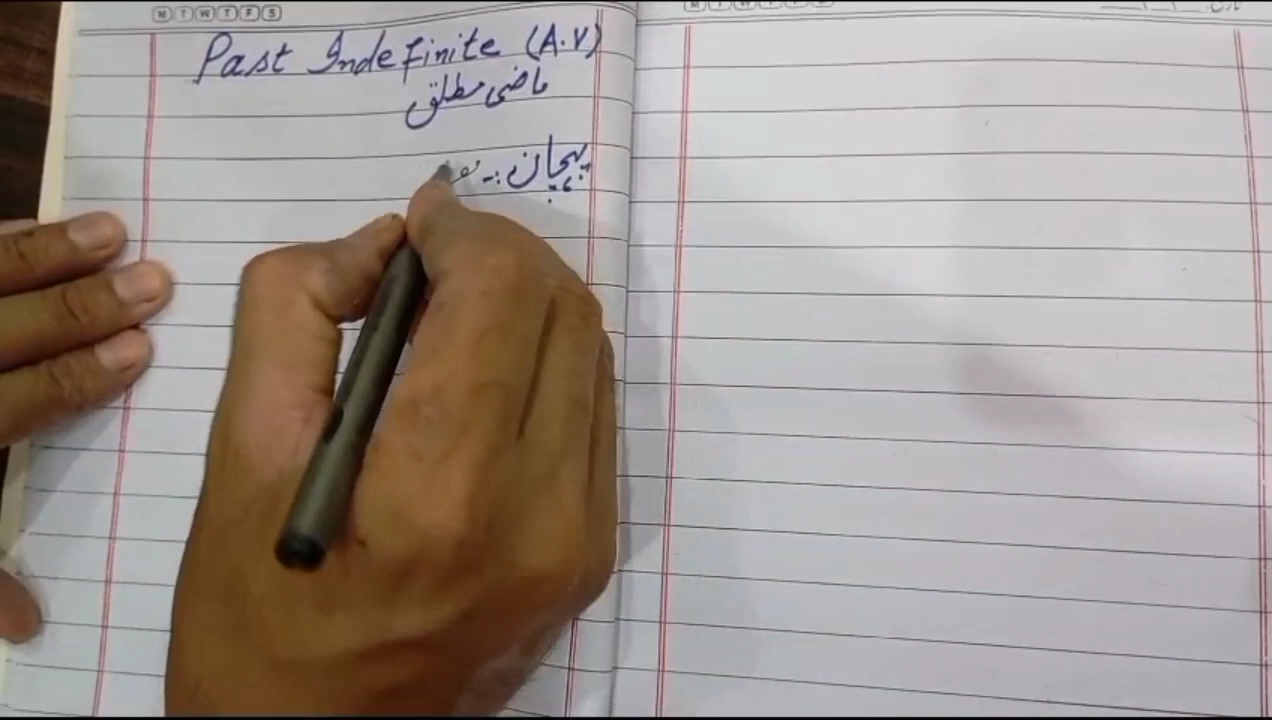 M T W T F S
Past Indefinite (A.V)
ماضی مطلق
پہچان :-